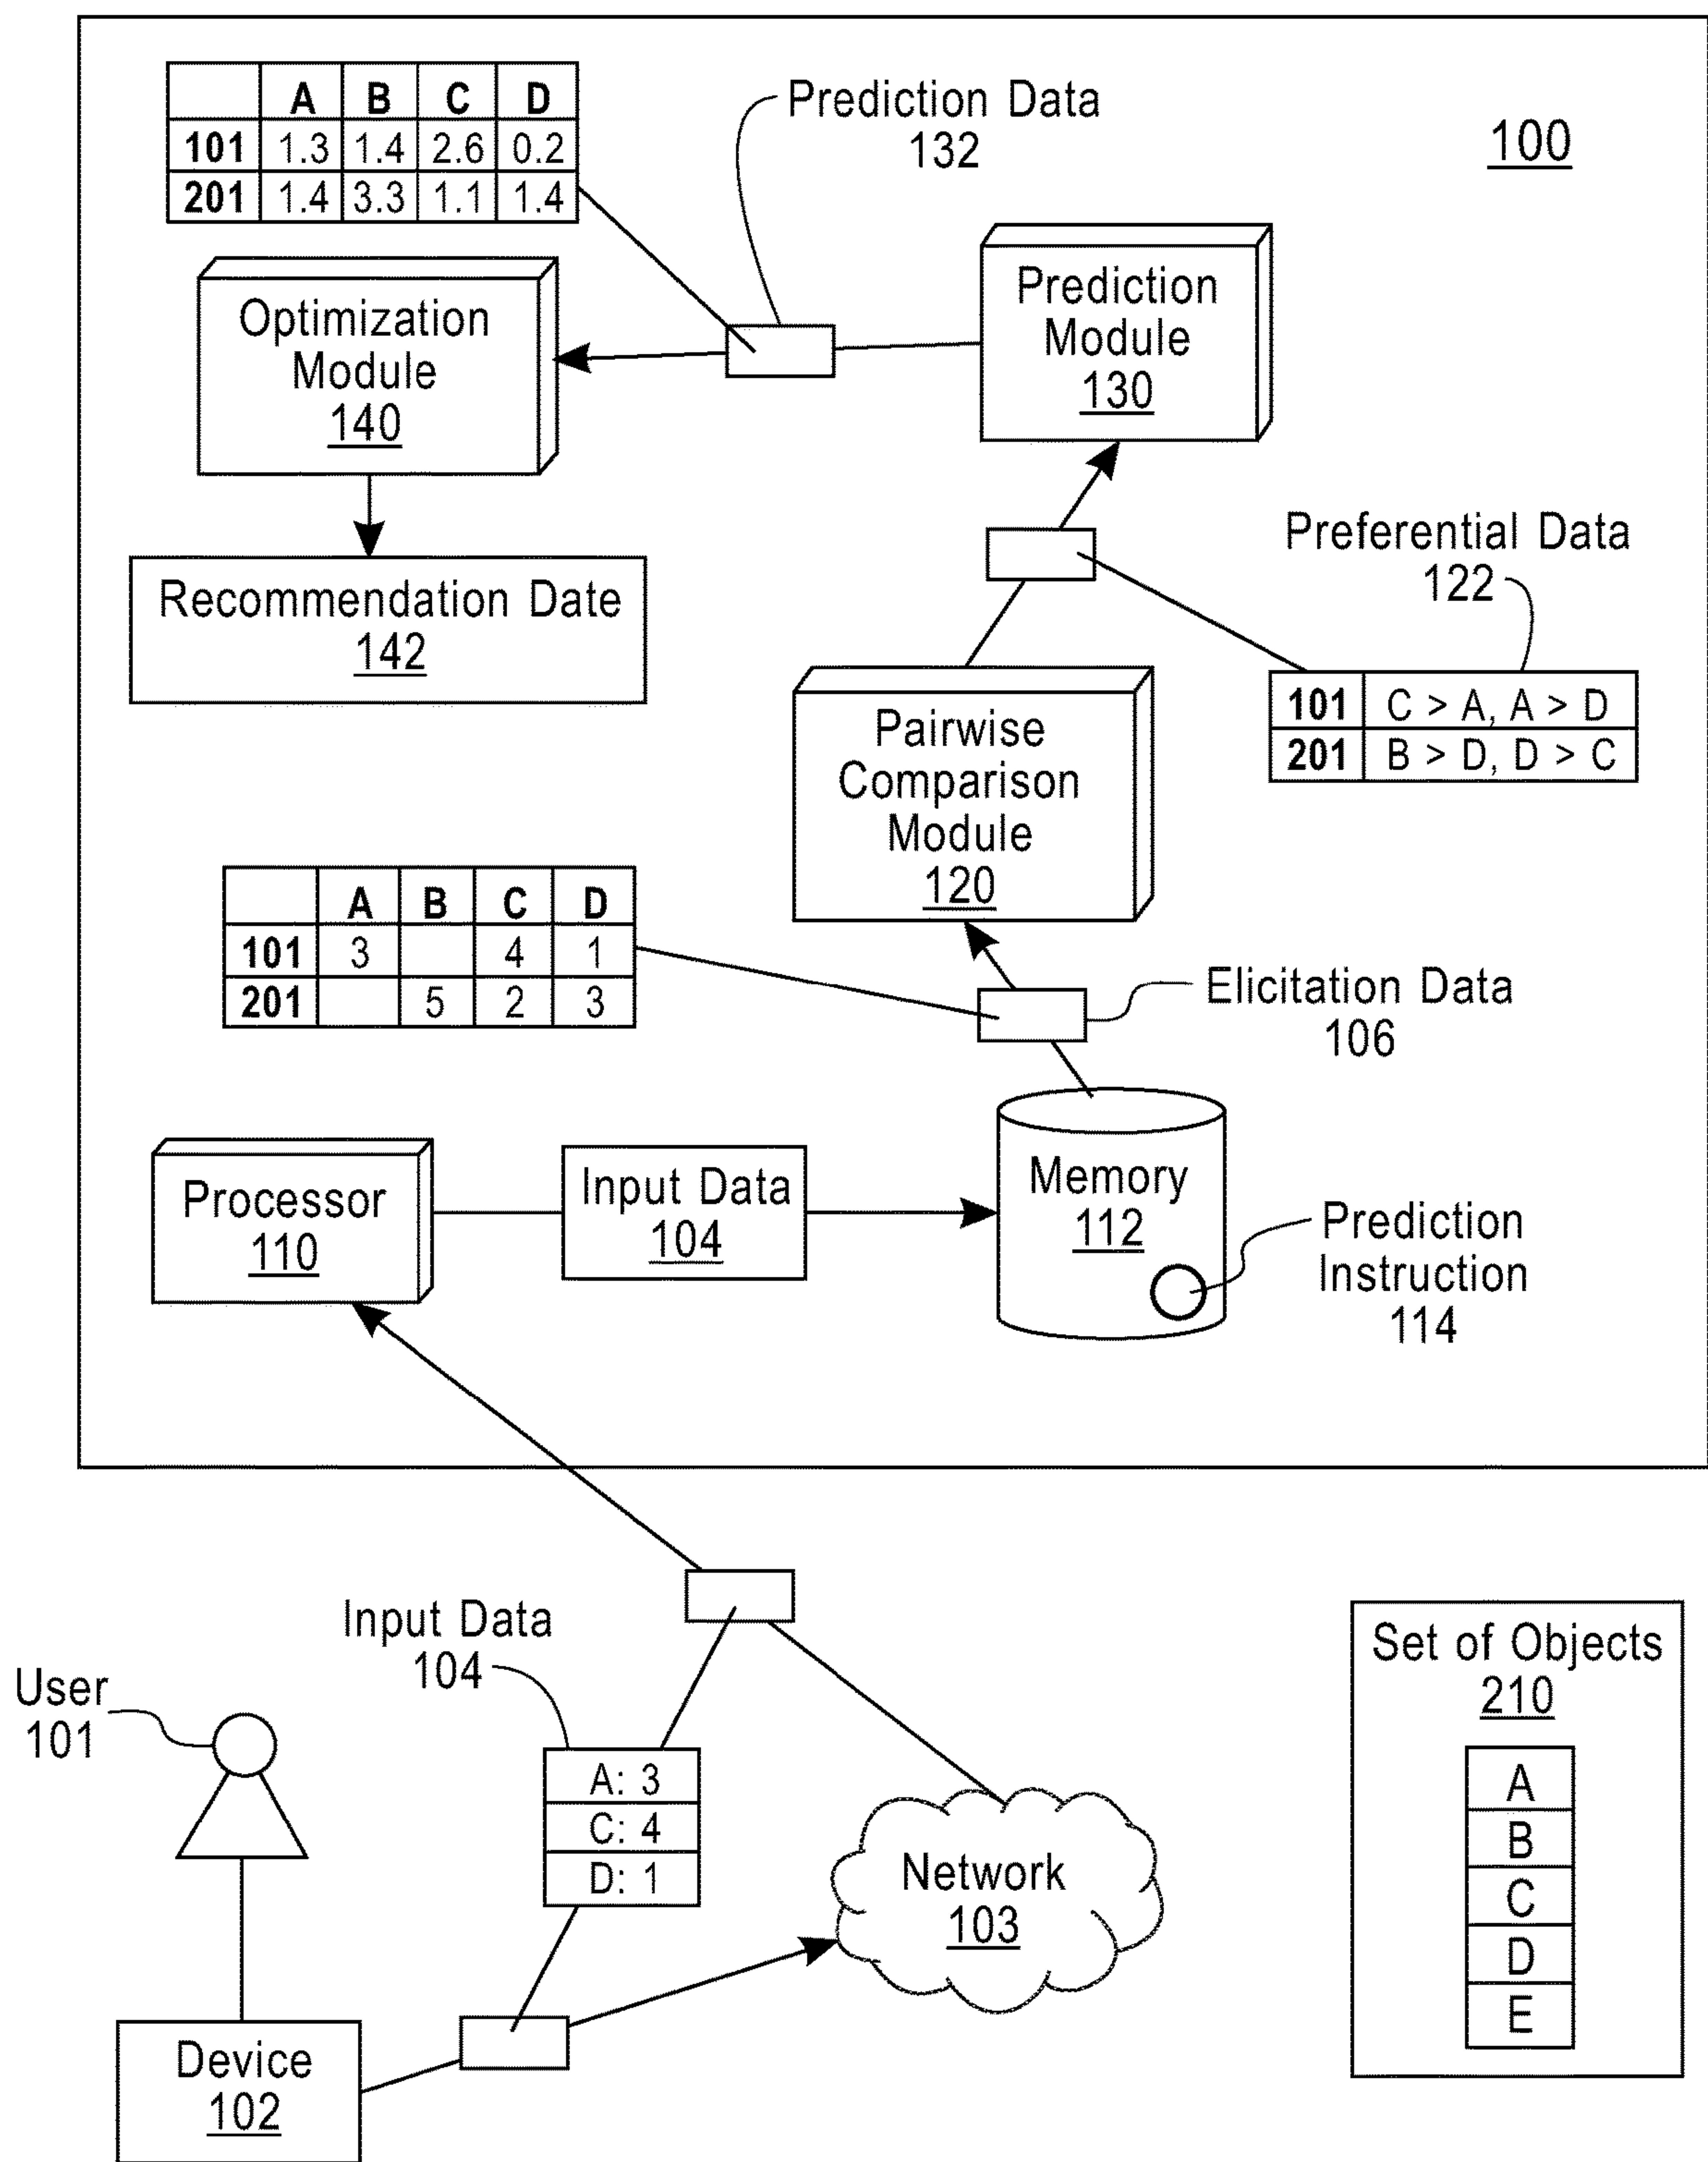 A B C D
101 1.3 1.4 2.6 0.2
201 1.4 3.3 1.1 1.4
Prediction Data
132
100
Optimization
Module
140
Prediction
Module
130
Recommendation Date
142
Preferential Data
122
101 C > A, A > D
201 B > D, D > C
Pairwise
Comparison
Module
120
A B C D
101 3 4 1
201 5 2 3
Elicitation Data
106
Processor
110
Input Data
104
Memory
112
Prediction
Instruction
114
Input Data
104
User
101
A: 3
C: 4
D: 1
Network
103
Device
102
Set of Objects
210
A
B
C
D
E